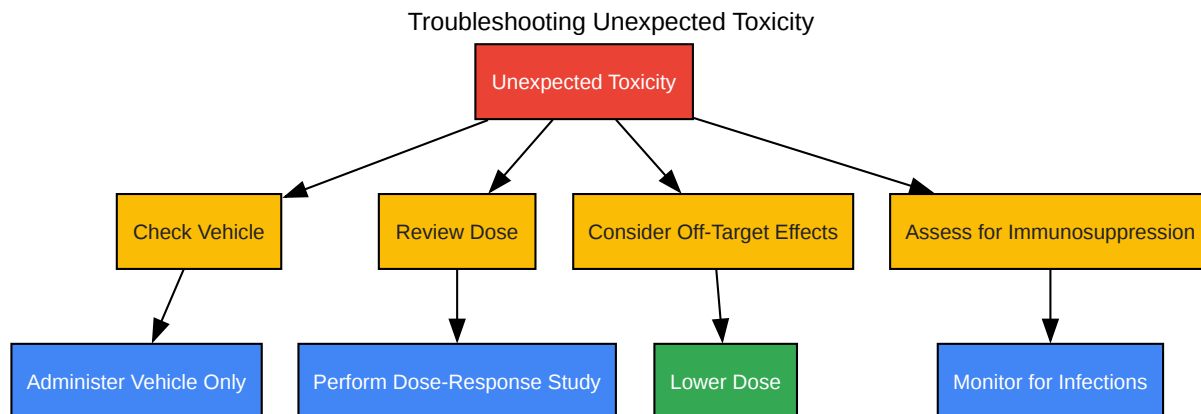 Troubleshooting Unexpected Toxicity
Unexpected Toxicity
Check Vehicle
Review Dose
Consider Off-Target Effects
Assess for Immunosuppression
Administer Vehicle Only
Perform Dose-Response Study
Lower Dose
Monitor for Infections